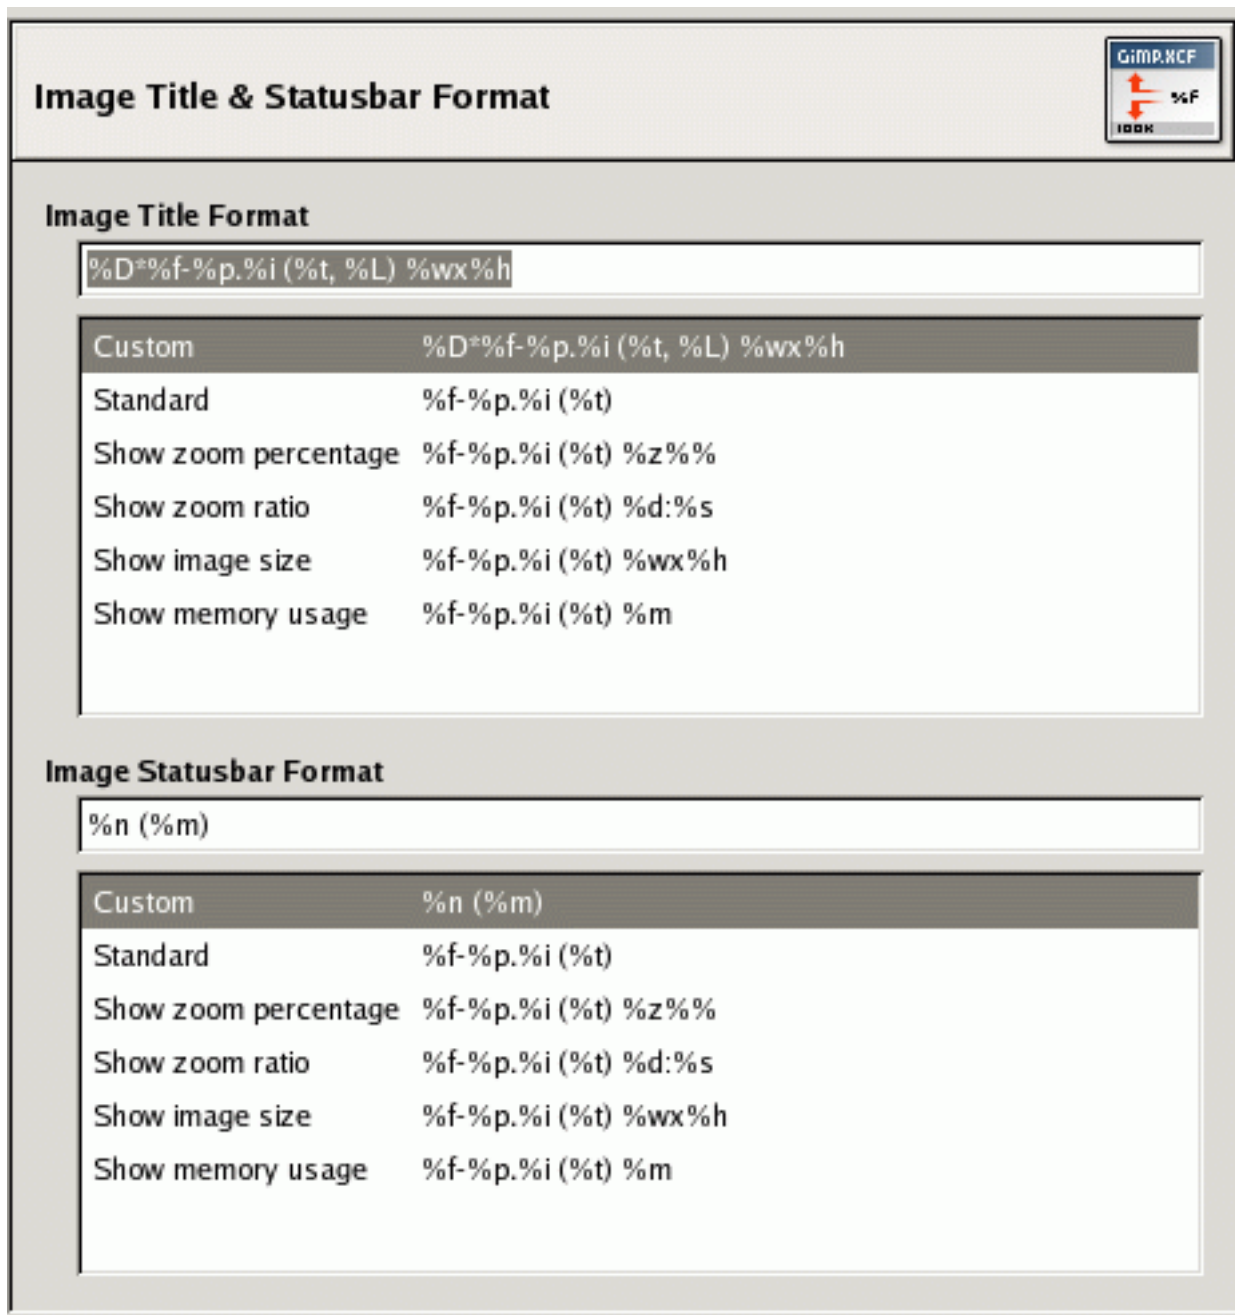 GIMP.XCF
Image Title & Statusbar Format
%F
100K
Image Title Format
%D*%f-%p.%i (%t, %L) %wx%h
Custom %D*%f-%p.%i (%t, %L) %wx%h
Standard %f-%p.%i (%t)
Show zoom percentage %f-%p.%i (%t) %z%%
Show zoom ratio %f-%p.%i (%t) %d:%s
Show image size %f-%p.%i (%t) %wx%h
Show memory usage %f-%p.%i (%t) %m
Image Statusbar Format
%n (%m)
Custom %n (%m)
Standard %f-%p.%i (%t)
Show zoom percentage %f-%p.%i (%t) %z%%
Show zoom ratio %f-%p.%i (%t) %d:%s
Show image size %f-%p.%i (%t) %wx%h
Show memory usage %f-%p.%i (%t) %m